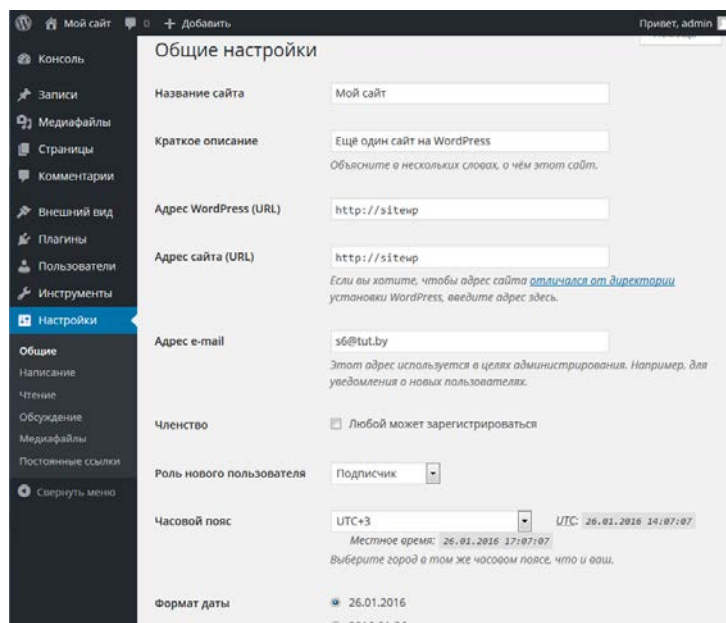 Мой сайт 0 + Добавить Привет, admin
Консоль
Записи
Медиафайлы
Страницы
Комментарии
Внешний вид
Плагины
Пользователи
Инструменты
Настройки
Общие
Написание
Чтение
Обсуждение
Медиафайлы
Постоянные ссылки
Свернуть меню
Общие настройки
Название сайта Мой сайт
Краткое описание Ещё один сайт на WordPress
Объясните в нескольких словах, о чём этот сайт.
Адрес WordPress (URL) http://sitewp
Адрес сайта (URL) http://sitewp
Если вы хотите, чтобы адрес сайта отличался от директории
установки WordPress, введите адрес здесь.
Адрес e-mail s6@tut.by
Этот адрес используется в целях администрирования. Например, для
уведомления о новых пользователях.
Членство Любой может зарегистрироваться
Роль нового пользователя Подписчик
Часовой пояс UTC+3 UTC: 26.01.2016 14:07:07
Местное время: 26.01.2016 17:07:07
Выберите город в том же часовом поясе, что и ваш.
Формат даты 26.01.2016